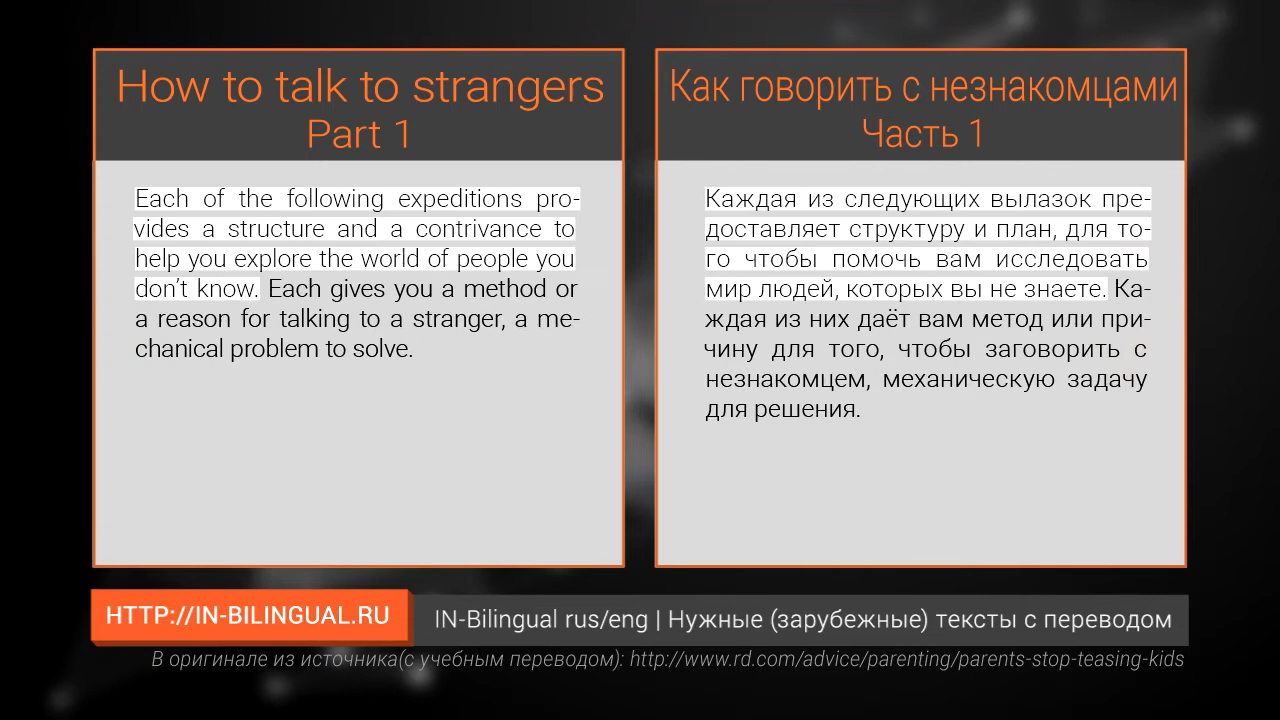 How to talk to strangers
Part 1
Each of the following expeditions pro-
vides a structure and a contrivance to
help you explore the world of people you
don’t know. Each gives you a method or
a reason for talking to a stranger, a me-
chanical problem to solve.
Как говорить с незнакомцами
Часть 1
Каждая из следующих вылазок пре-
доставляет структуру и план, для то-
го чтобы помочь вам исследовать
мир людей, которых вы не знаете. Ка-
ждая из них даёт вам метод или при-
чину для того, чтобы заговорить с
незнакомцем, механическую задачу
для решения.
HTTP://IN-BILINGUAL.RU
IN-Bilingual rus/eng | Нужные (зарубежные) тексты с переводом
В оригинале из источника(с учебным переводом): http://www.rd.com/advice/parenting/parents-stop-teasing-kids